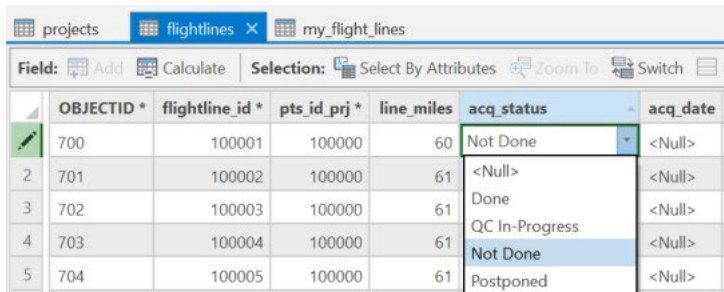 projects flightlines my_flight_lines
Field: Add Calculate Selection: Select By Attributes Zoom To Switch
OBJECTID * flightline_id * pts_id_prj * line_miles acq_status acq_date
700 100001 100000 60 Not Done <Null>
2 701 100002 100000 61 <Null> <Null>
3 702 100003 100000 61 Done <Null>
QC In-Progress
4 703 100004 100000 61 Not Done <Null>
5 704 100005 100000 61 Postponed <Null>